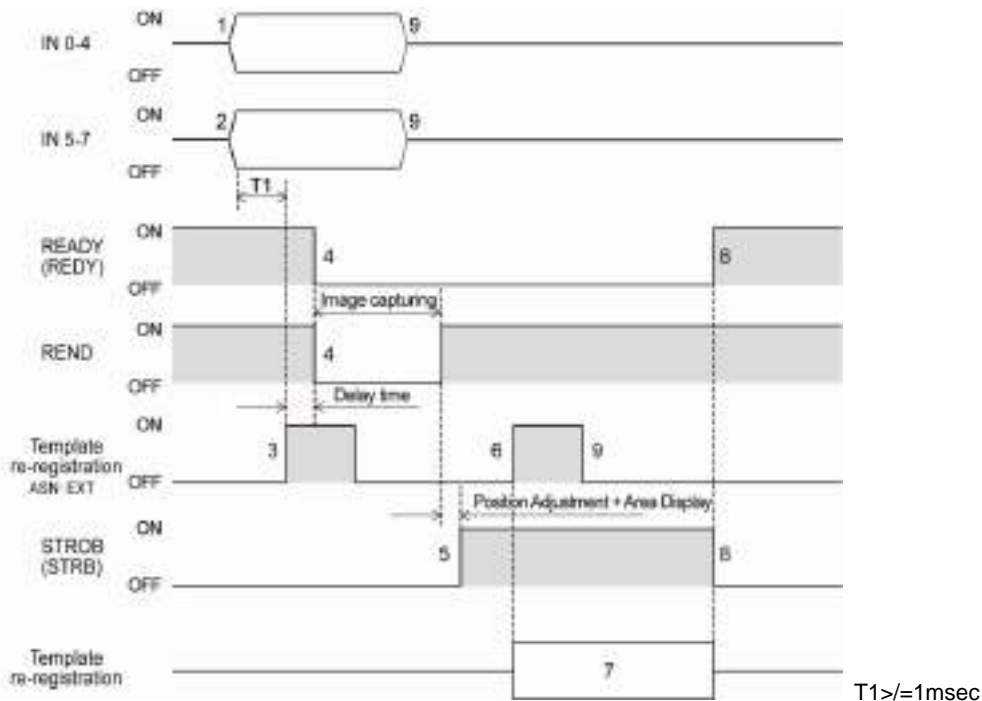 ON
1
9
IN 0-4
OFF
ON
2
9
IN 5-7
OFF
T1
ON
READY
(REDY)
4
8
OFF
Image capturing
ON
REND
4
OFF
Delay time
ON
Template
re-registration
ASN: EXT
3
6
9
OFF
Position Adjustment + Area Display
ON
STROB
(STRB)
5
8
OFF
Template
re-registration
7
T1>/=1msec